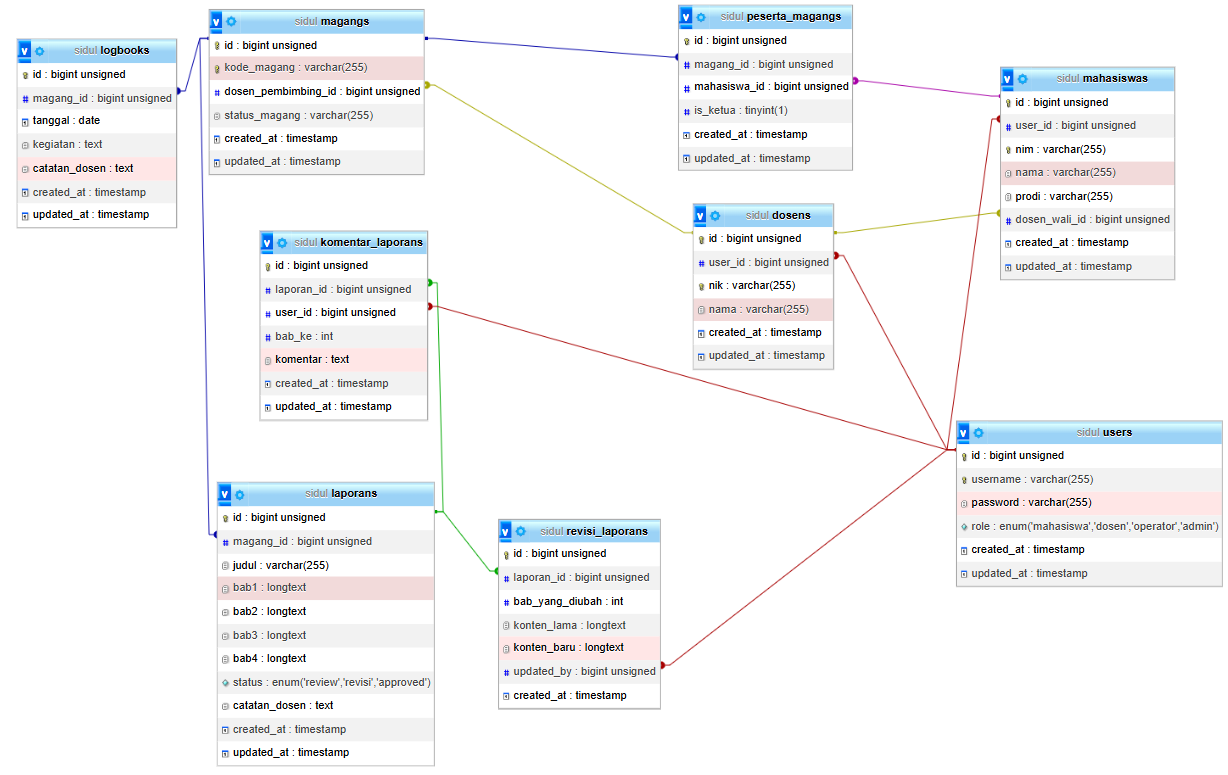 sidul logbooks
id : bigint unsigned
magang_id : bigint unsigned
tanggal : date
kegiatan : text
catatan_dosen : text
created_at : timestamp
updated_at : timestamp
sidul magangs
id : bigint unsigned
kode_magang : varchar(255)
dosen_pembimbing_id : bigint unsigned
status_magang : varchar(255)
created_at : timestamp
updated_at : timestamp
sidul peserta_magangs
id : bigint unsigned
magang_id : bigint unsigned
mahasiswa_id : bigint unsigned
is_ketua : tinyint(1)
created_at : timestamp
updated_at : timestamp
sidul mahasiswas
id : bigint unsigned
user_id : bigint unsigned
nim : varchar(255)
nama : varchar(255)
prodi : varchar(255)
dosen_wali_id : bigint unsigned
created_at : timestamp
updated_at : timestamp
sidul komentar_laporans
id : bigint unsigned
laporan_id : bigint unsigned
user_id : bigint unsigned
bab_ke : int
komentar : text
created_at : timestamp
updated_at : timestamp
sidul dosens
id : bigint unsigned
user_id : bigint unsigned
nik : varchar(255)
nama : varchar(255)
created_at : timestamp
updated_at : timestamp
sidul users
id : bigint unsigned
username : varchar(255)
password : varchar(255)
role : enum('mahasiswa','dosen','operator','admin')
created_at : timestamp
updated_at : timestamp
sidul laporans
id : bigint unsigned
magang_id : bigint unsigned
judul : varchar(255)
bab1 : longtext
bab2 : longtext
bab3 : longtext
bab4 : longtext
status : enum('review','revisi','approved')
catatan_dosen : text
created_at : timestamp
updated_at : timestamp
sidul revisi_laporans
id : bigint unsigned
laporan_id : bigint unsigned
bab_yang_diubah : int
konten_lama : longtext
konten_baru : longtext
updated_by : bigint unsigned
created_at : timestamp